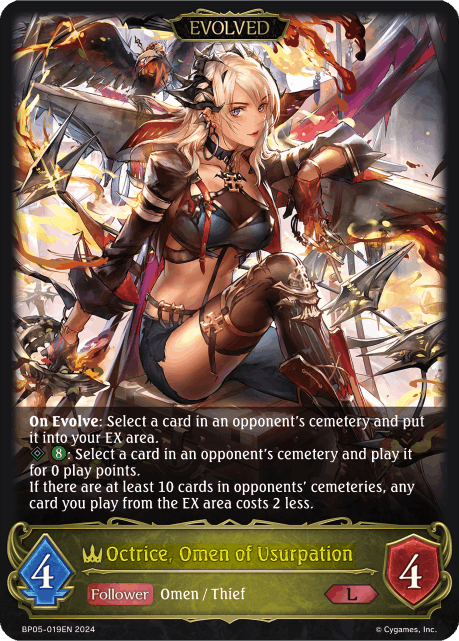 EVOLVED
On Evolve: Select a card in an opponent's cemetery and put
it into your EX area.
8: Select a card in an opponent's cemetery and play it
for 0 play points.
If there are at least 10 cards in opponents' cemeteries, any
card you play from the EX area costs 2 less.
Octrice, Omen of Usurpation
4
Follower Omen / Thief L
4
BP05-019EN 2024 © Cygames, Inc.